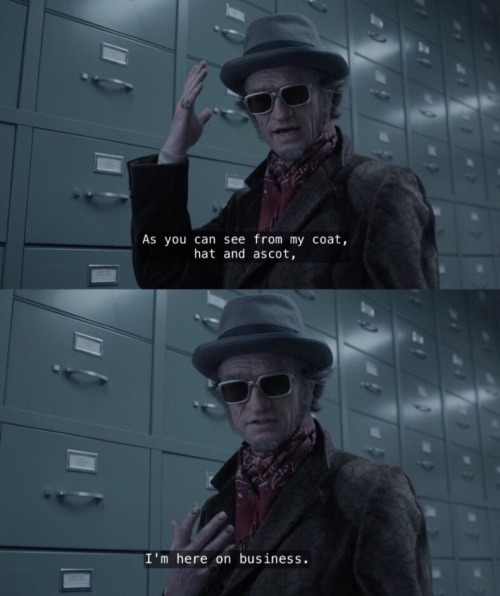 As you can see from my coat,
hat and ascot,
I'm here on business.